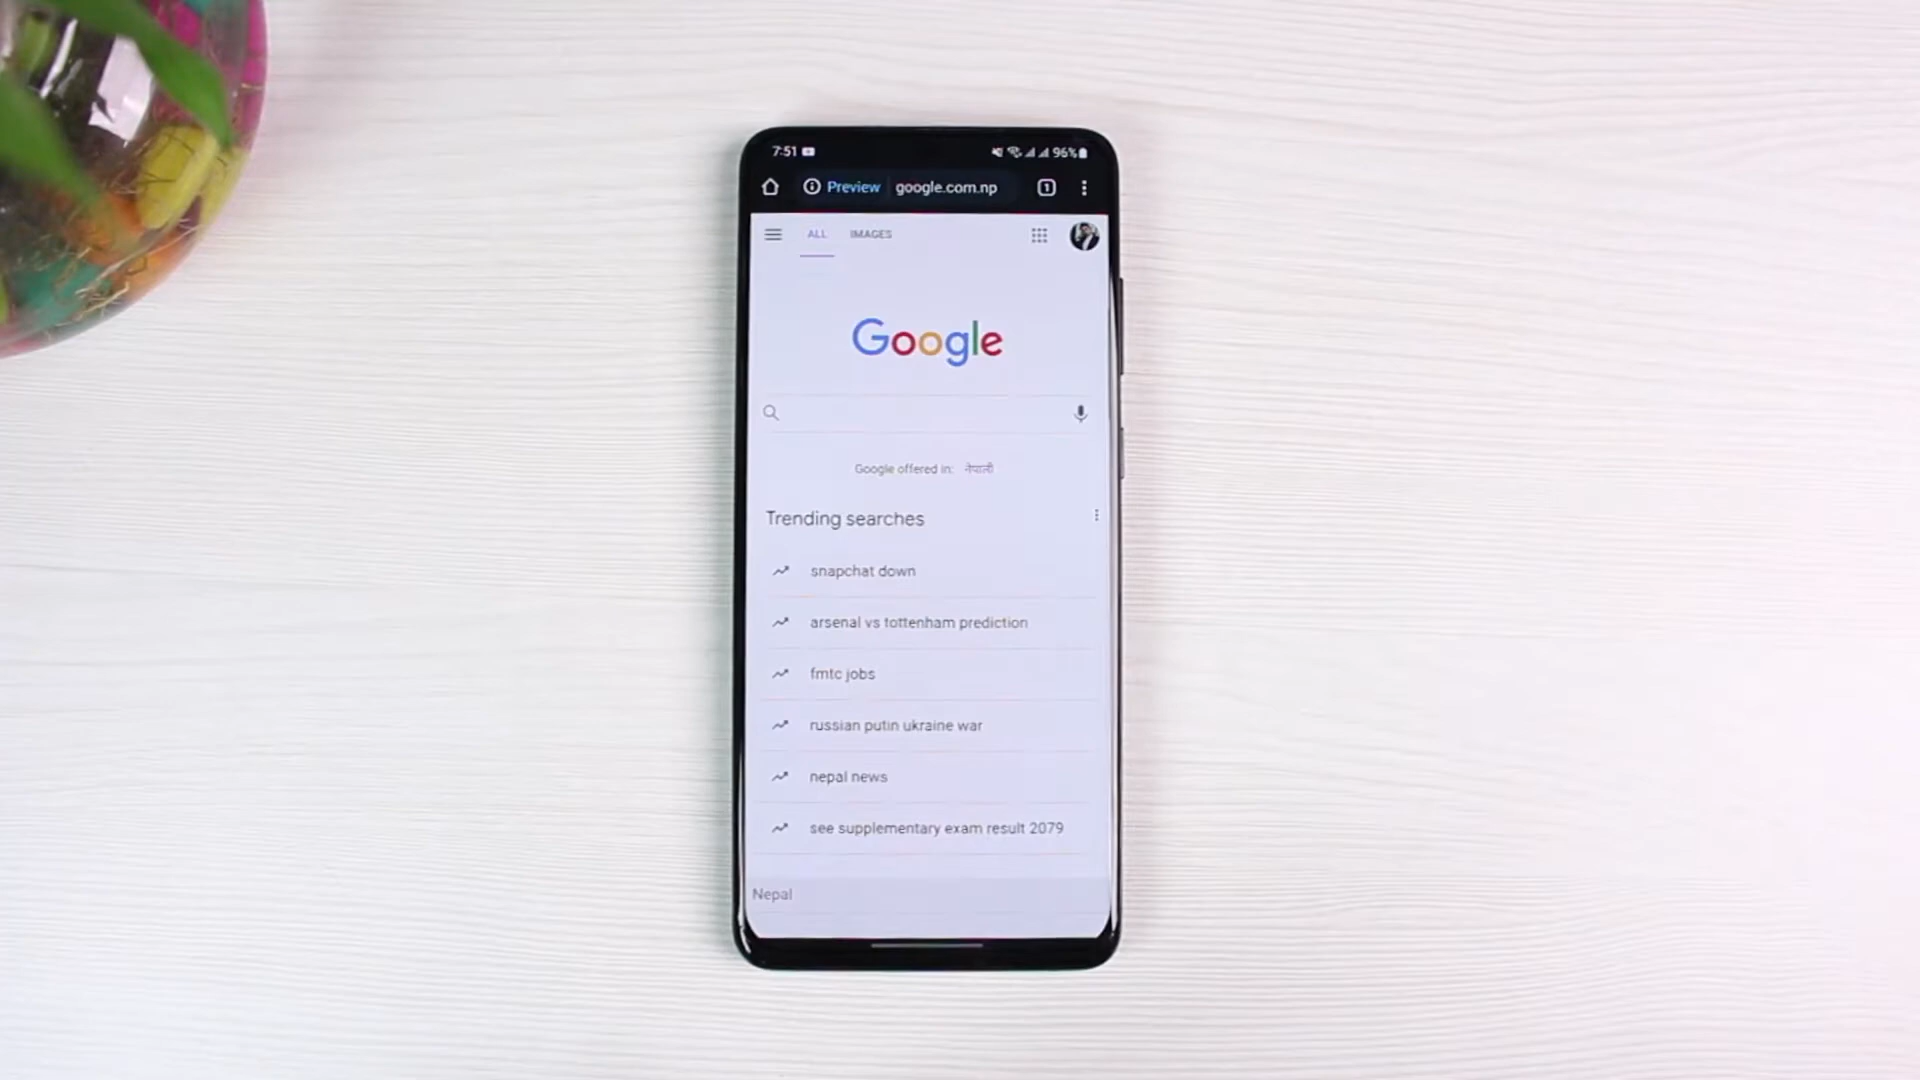 7:51 96%
Preview google.com.np 1
ALL IMAGES
Google
Google offered in: नेपाली
Trending searches
snapchat down
arsenal vs tottenham prediction
fmtc jobs
russian putin ukraine war
nepal news
see supplementary exam result 2079
Nepal